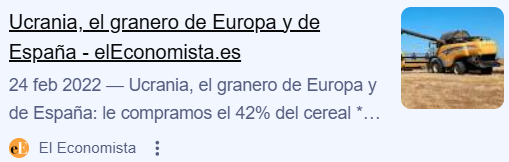 Ucrania, el granero de Europa y de
España - elEconomista.es
24 feb 2022 — Ucrania, el granero de Europa y
de España: le compramos el 42% del cereal *…
eE El Economista